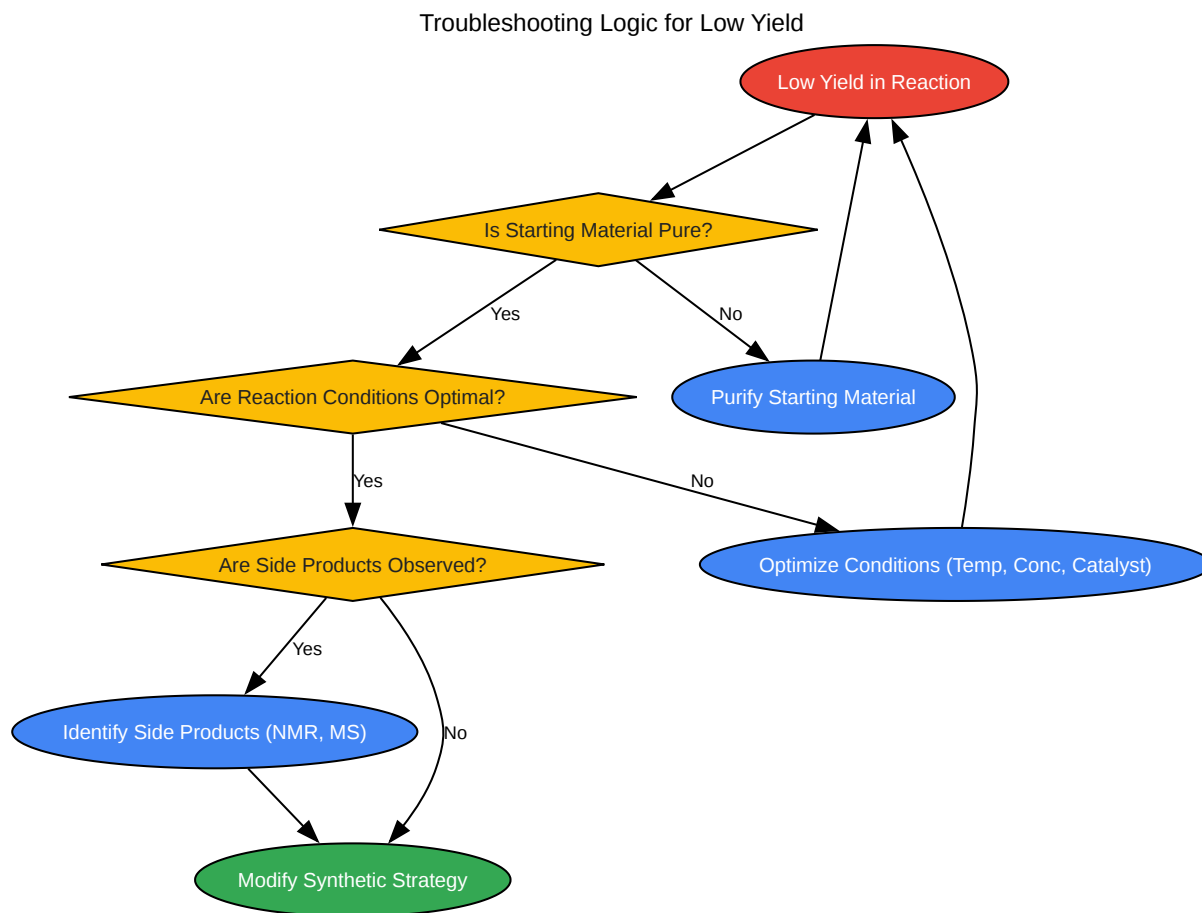 Troubleshooting Logic for Low Yield
Low Yield in Reaction
Is Starting Material Pure?
Yes
No
Are Reaction Conditions Optimal?
Purify Starting Material
Yes
No
Are Side Products Observed?
Optimize Conditions (Temp, Conc, Catalyst)
Yes
Identify Side Products (NMR, MS)
No
Modify Synthetic Strategy